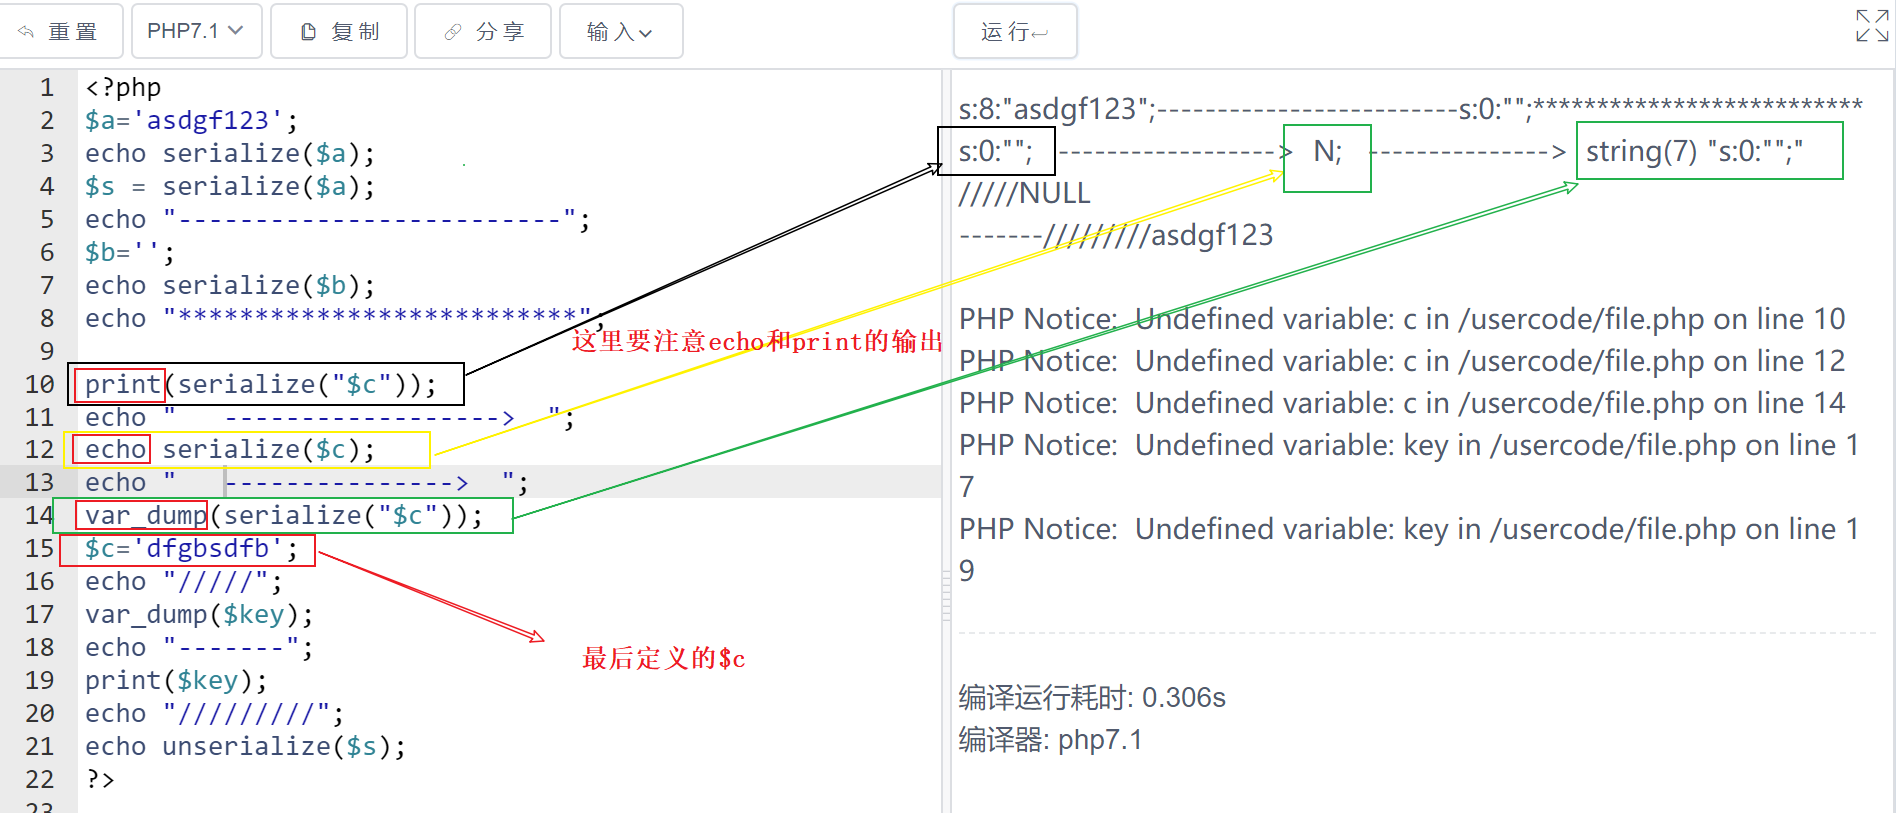 重置 PHP7.1 复制 分享 输入 运行
1 <?php
2 $a='asdgf123';
3 echo serialize($a);
4 $s = serialize($a);
5 echo "-------------------------";
6 $b='';
7 echo serialize($b);
8 echo "**************************";
9
10 print(serialize("$c"));
11 echo "   ------------------>  ";
12 echo serialize($c);
13 echo "   --------------->  ";
14 var_dump(serialize("$c"));
15 $c='dfgbsdfb';
16 echo "/////";
17 var_dump($key);
18 echo "-------";
19 print($key);
20 echo "/////////";
21 echo unserialize($s);
22 ?>
23
这里要注意echo和print的输出
最后定义的$c
s:8:"asdgf123";-------------------------s:0:"";**************************
s:0:""; ------------------> N; ---------------> string(7) "s:0:"";"
/////NULL
-------/////////asdgf123
PHP Notice:  Undefined variable: c in /usercode/file.php on line 10
PHP Notice:  Undefined variable: c in /usercode/file.php on line 12
PHP Notice:  Undefined variable: c in /usercode/file.php on line 14
PHP Notice:  Undefined variable: key in /usercode/file.php on line 1
7
PHP Notice:  Undefined variable: key in /usercode/file.php on line 1
9
编译运行耗时: 0.306s
编译器: php7.1